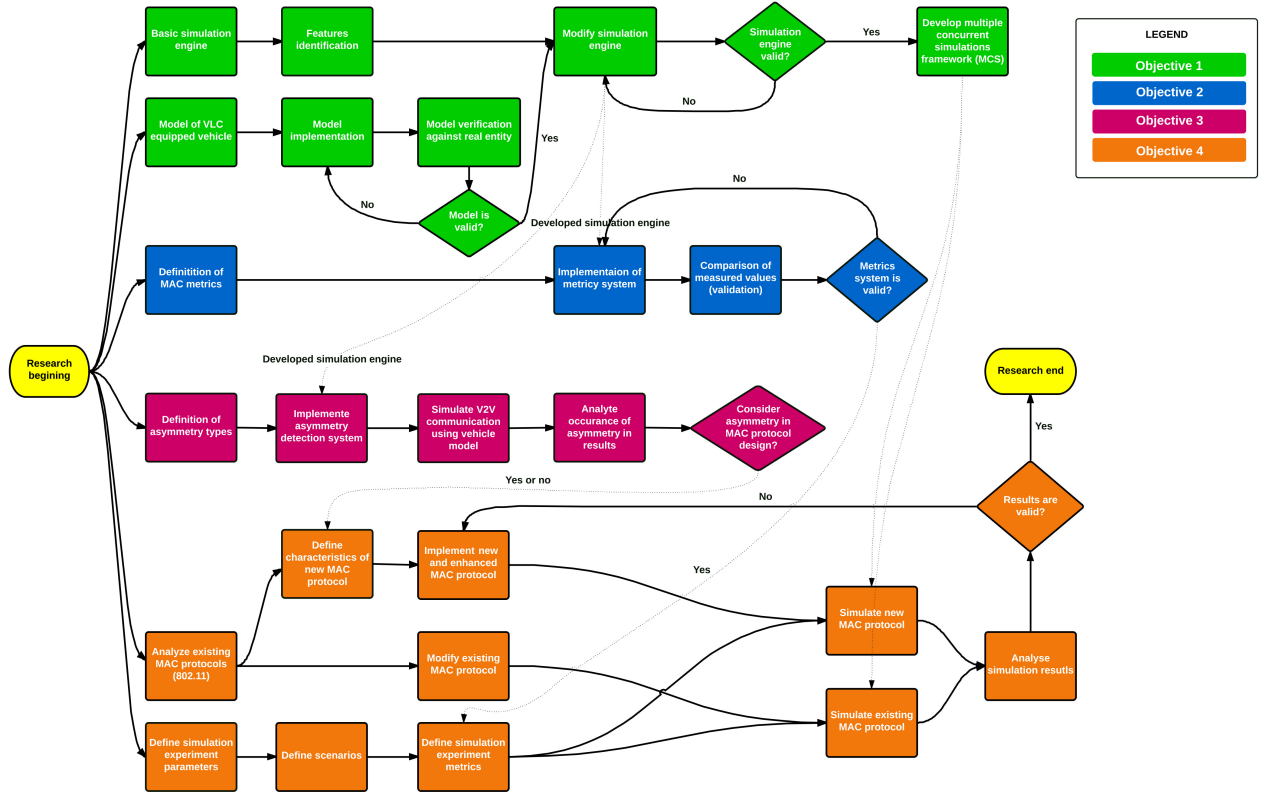 Basic simulation
engine
Features
identification
Modify simulation
engine
Simulation
engine
valid?
Yes
Develop multiple
concurrent
simulations
framework (MCS)
LEGEND
Objective 1
Objective 2
Objective 3
Objective 4
No
Model of VLC
equipped vehicle
Model
implementation
Model verification
against real entity
Yes
No
Model is
valid?
No
Developed simulation engine
Definitition of
MAC metrics
Implementaion of
metricy system
Comparison of
measured values
(validation)
Metrics
system is
valid?
Research
begining
Developed simulation engine
Research end
Definition of
asymmetry types
Implemente
asymmetry
detection system
Simulate V2V
communication
using vehicle
model
Analyte
occurance of
asymmetry in
results
Consider
asymmetry in
MAC protocol
design?
Yes
Yes or no
No
Results are
valid?
Define
characteristics of
new MAC
protocol
Implement new
and enhanced
MAC protocol
Yes
Simulate new
MAC protocol
Analyze existing
MAC protocols
(802.11)
Modify existing
MAC protocol
Analyse
simulation resutls
Simulate existing
MAC protocol
Define simulation
experiment
parameters
Define scenarios
Define simulation
experiment
metrics